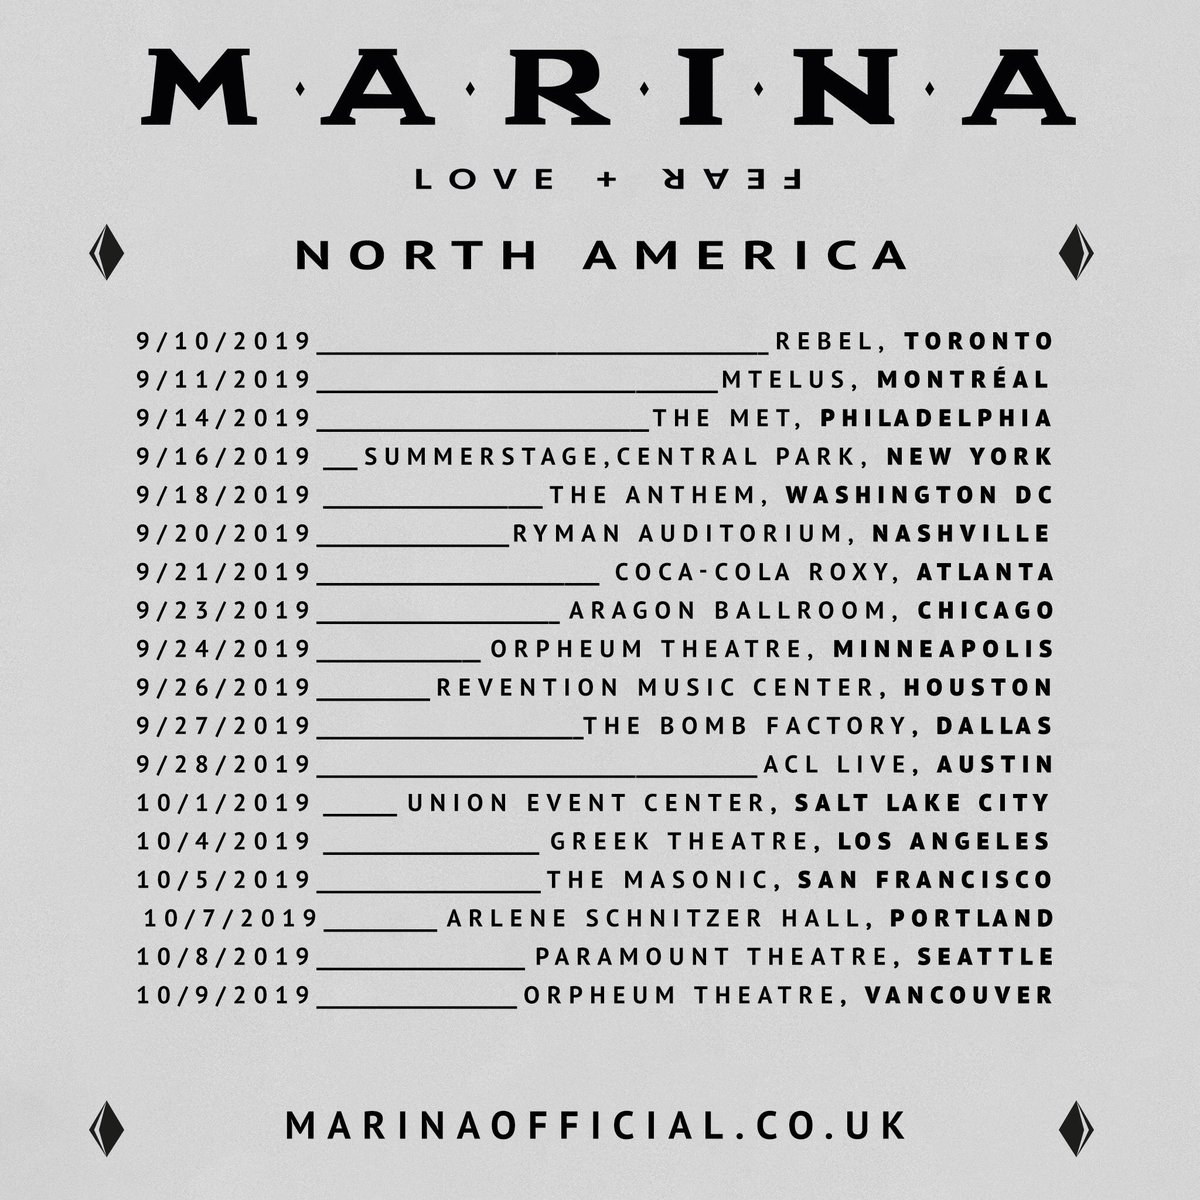 M·A·R·I·N·A
LOVE + FEAR
NORTH AMERICA
9/10/2019 REBEL, TORONTO
9/11/2019 MTELUS, MONTRÉAL
9/14/2019 THE MET, PHILADELPHIA
9/16/2019 SUMMERSTAGE,CENTRAL PARK, NEW YORK
9/18/2019 THE ANTHEM, WASHINGTON DC
9/20/2019 RYMAN AUDITORIUM, NASHVILLE
9/21/2019 COCA-COLA ROXY, ATLANTA
9/23/2019 ARAGON BALLROOM, CHICAGO
9/24/2019 ORPHEUM THEATRE, MINNEAPOLIS
9/26/2019 REVENTION MUSIC CENTER, HOUSTON
9/27/2019 THE BOMB FACTORY, DALLAS
9/28/2019 ACL LIVE, AUSTIN
10/1/2019 UNION EVENT CENTER, SALT LAKE CITY
10/4/2019 GREEK THEATRE, LOS ANGELES
10/5/2019 THE MASONIC, SAN FRANCISCO
10/7/2019 ARLENE SCHNITZER HALL, PORTLAND
10/8/2019 PARAMOUNT THEATRE, SEATTLE
10/9/2019 ORPHEUM THEATRE, VANCOUVER
MARINAOFFICIAL.CO.UK